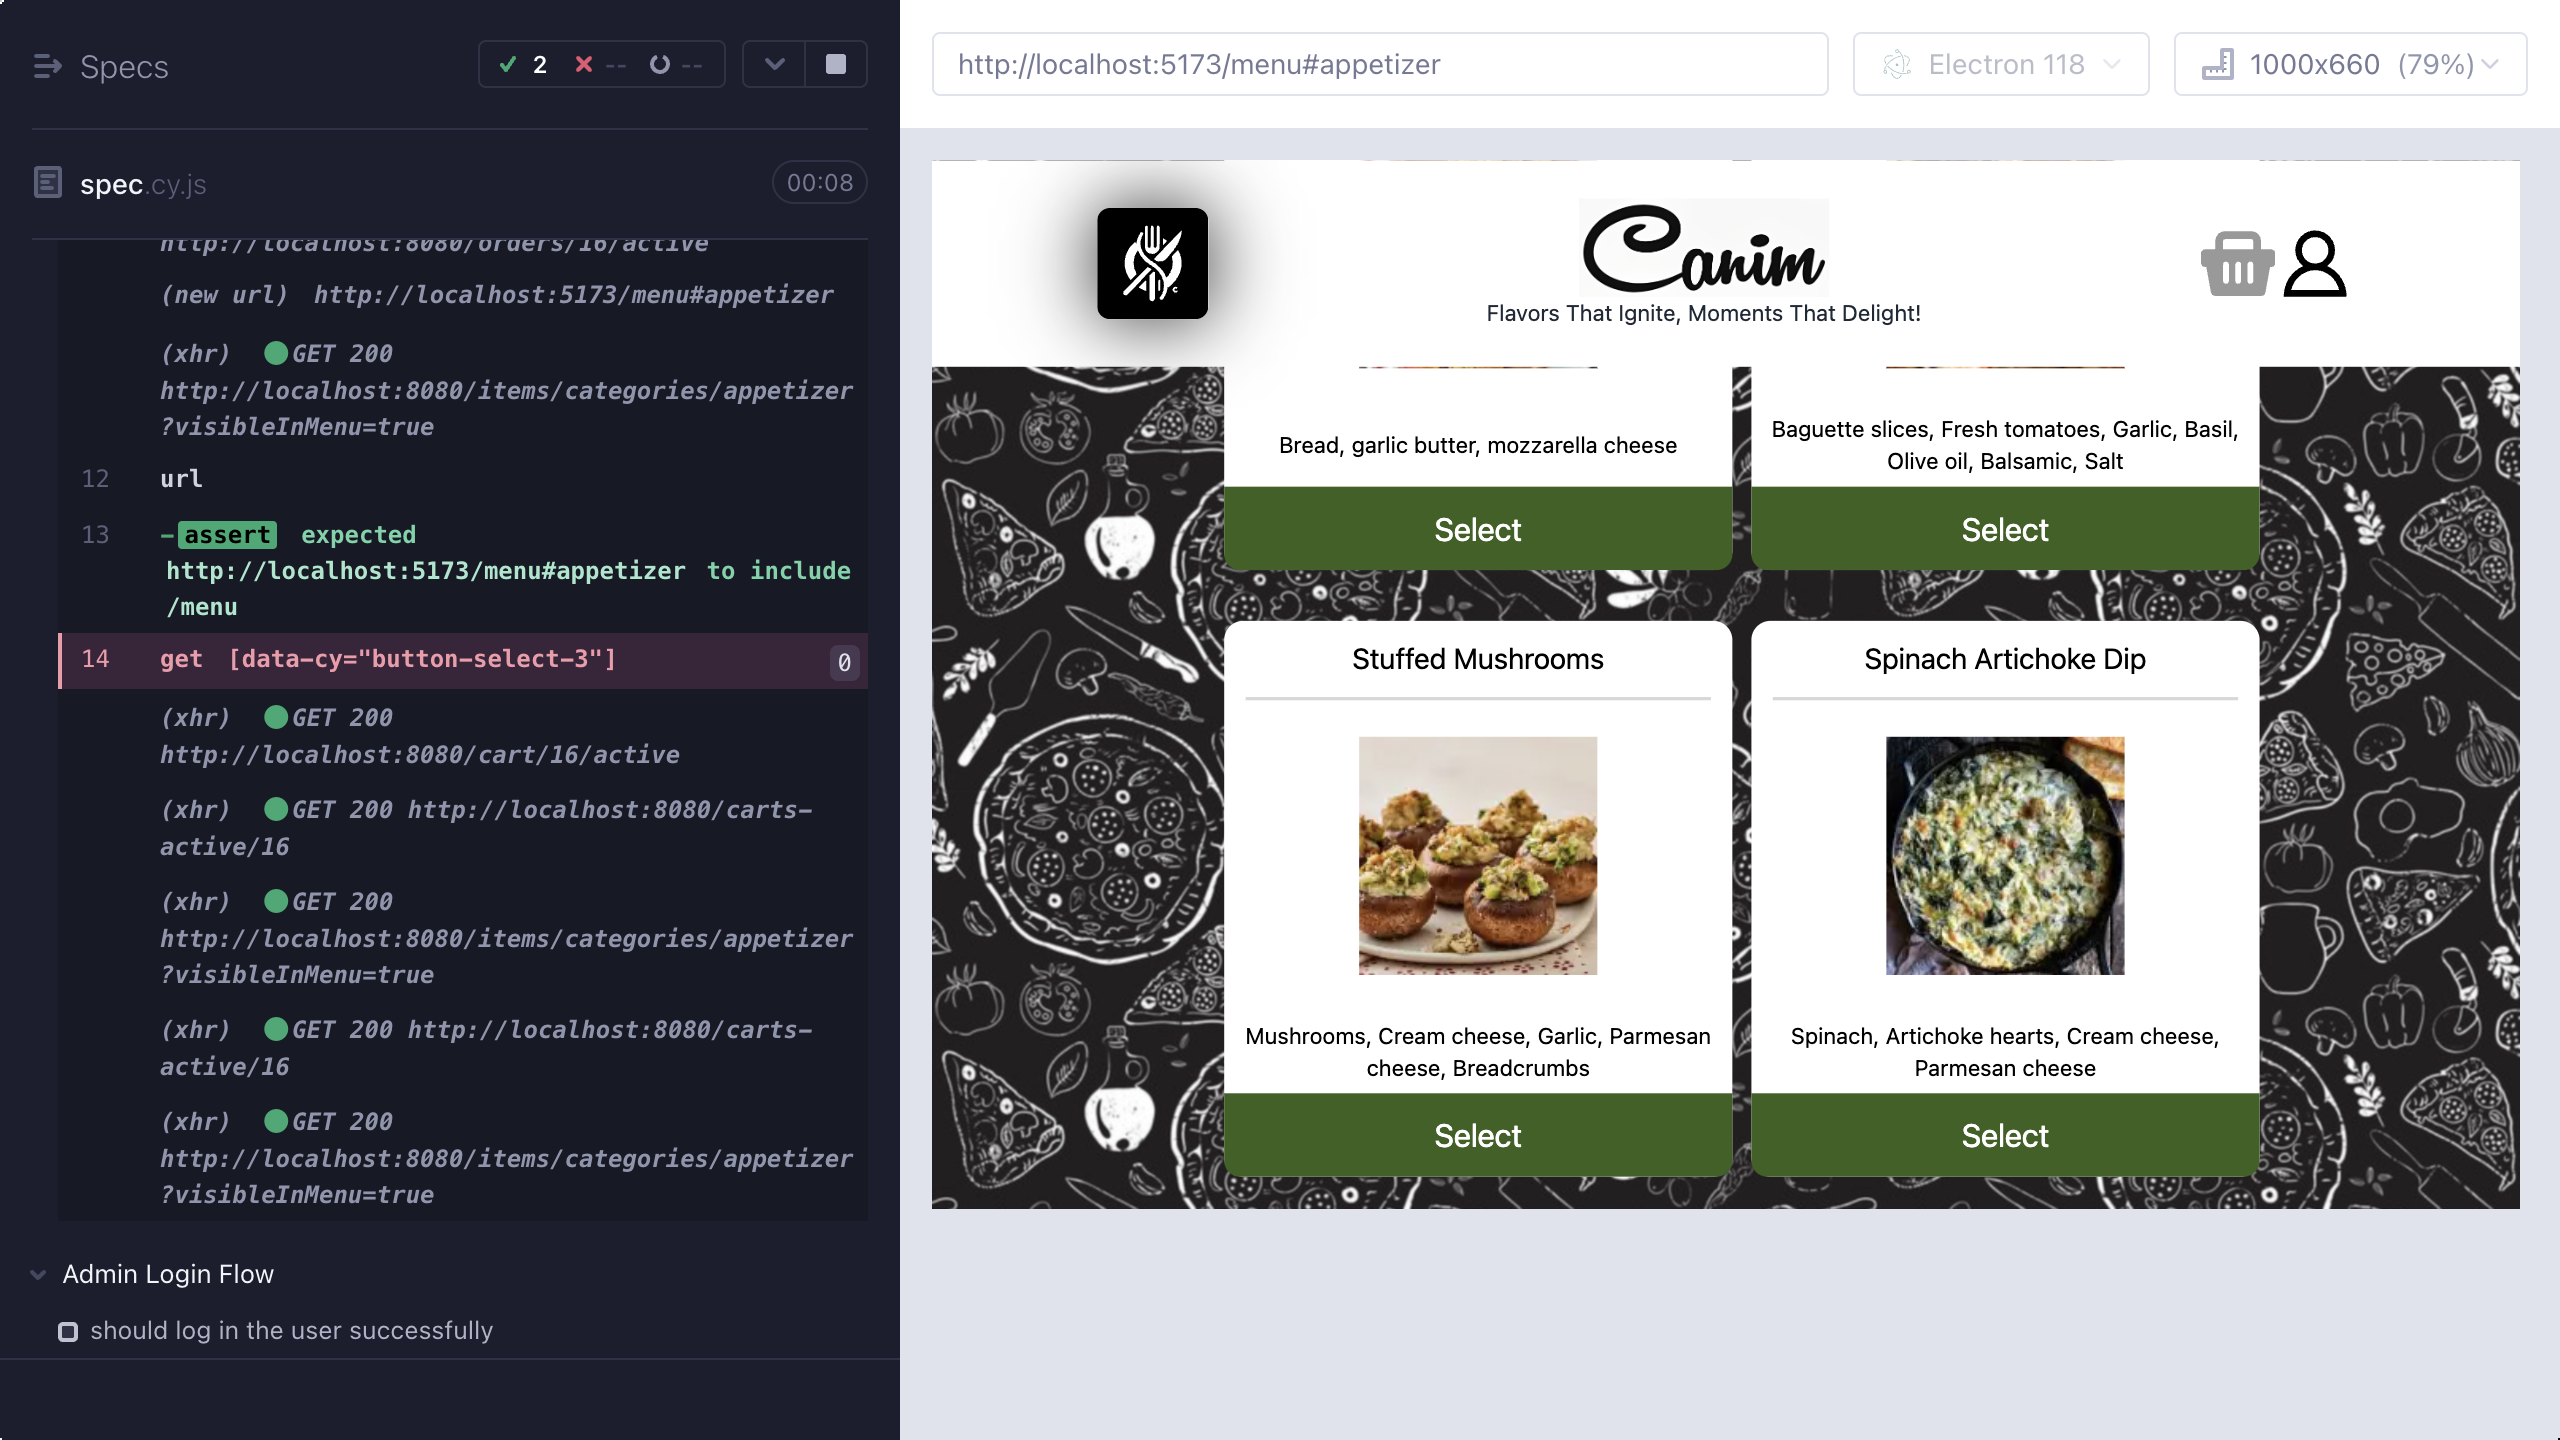 Specs
2 -- --
spec.cy.js
00:08
http://localhost:8080/orders/16/active
(new url) http://localhost:5173/menu#appetizer
(xhr) GET 200
http://localhost:8080/items/categories/appetizer
?visibleInMenu=true
12 url
13 -assert expected
http://localhost:5173/menu#appetizer to include
/menu
14 get [data-cy="button-select-3"] 0
(xhr) GET 200
http://localhost:8080/cart/16/active
(xhr) GET 200 http://localhost:8080/carts-
active/16
(xhr) GET 200
http://localhost:8080/items/categories/appetizer
?visibleInMenu=true
(xhr) GET 200 http://localhost:8080/carts-
active/16
(xhr) GET 200
http://localhost:8080/items/categories/appetizer
?visibleInMenu=true
Admin Login Flow
should log in the user successfully
http://localhost:5173/menu#appetizer
Electron 118
1000x660 (79%)
Canim
Flavors That Ignite, Moments That Delight!
Bread, garlic butter, mozzarella cheese
Select
Baguette slices, Fresh tomatoes, Garlic, Basil,
Olive oil, Balsamic, Salt
Select
Stuffed Mushrooms
Mushrooms, Cream cheese, Garlic, Parmesan
cheese, Breadcrumbs
Select
Spinach Artichoke Dip
Spinach, Artichoke hearts, Cream cheese,
Parmesan cheese
Select